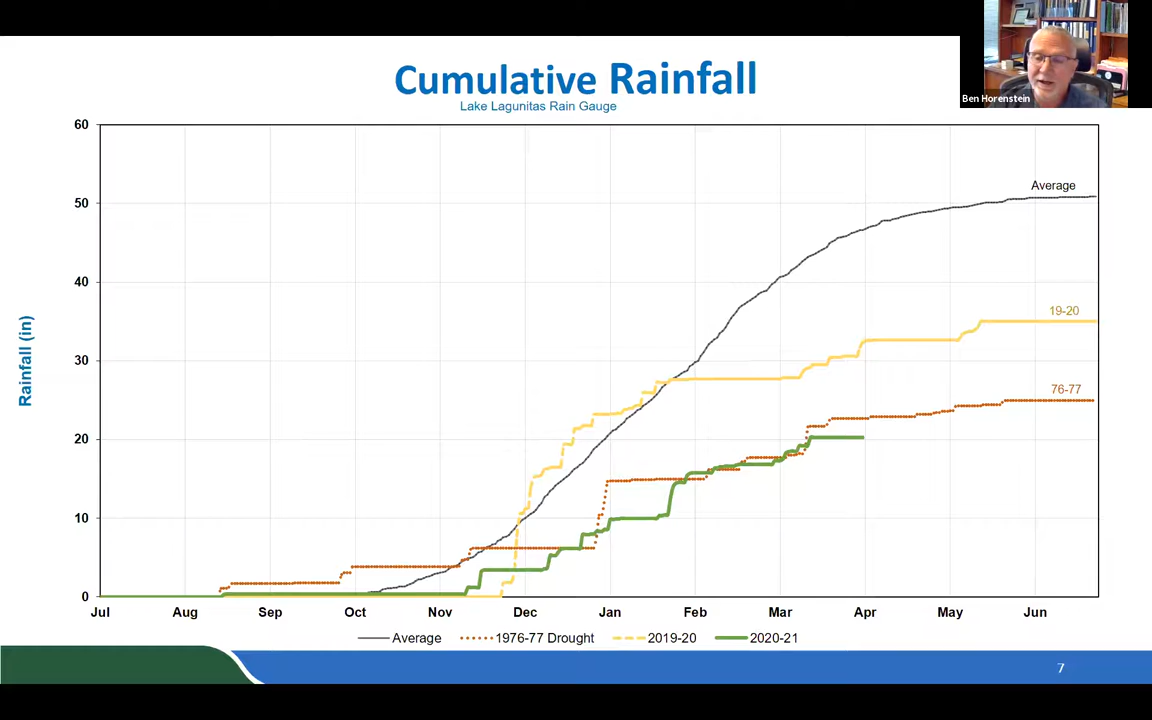 Cumulative Rainfall
Lake Lagunitas Rain Gauge
Ben Horenstein
Rainfall (in)
60
50
40
30
20
10
0
Average
19-20
76-77
Jul Aug Sep Oct Nov Dec Jan Feb Mar Apr May Jun
Average 1976-77 Drought 2019-20 2020-21
7